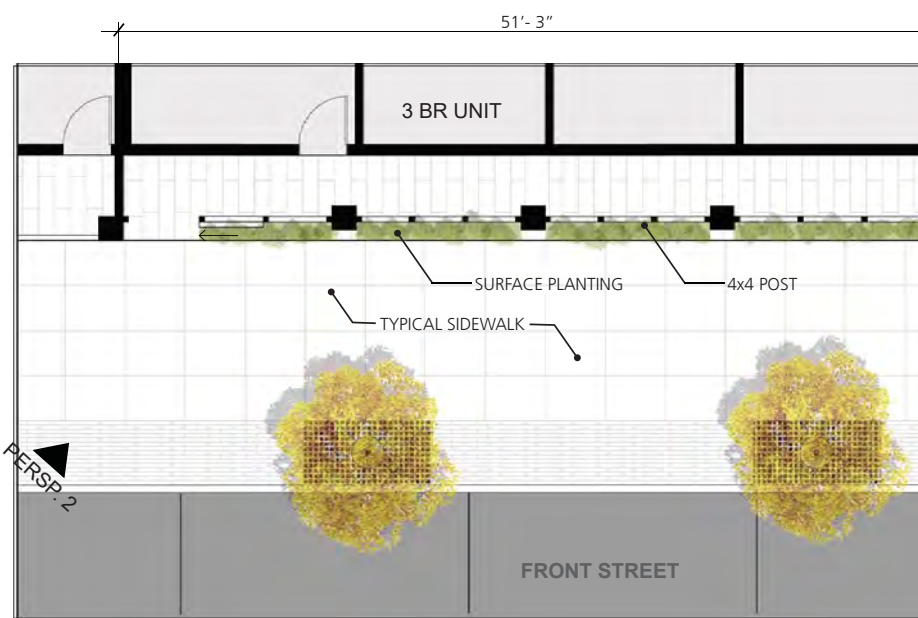 51'- 3"
3 BR UNIT
SURFACE PLANTING
4x4 POST
TYPICAL SIDEWALK
PERSP. 2
FRONT STREET